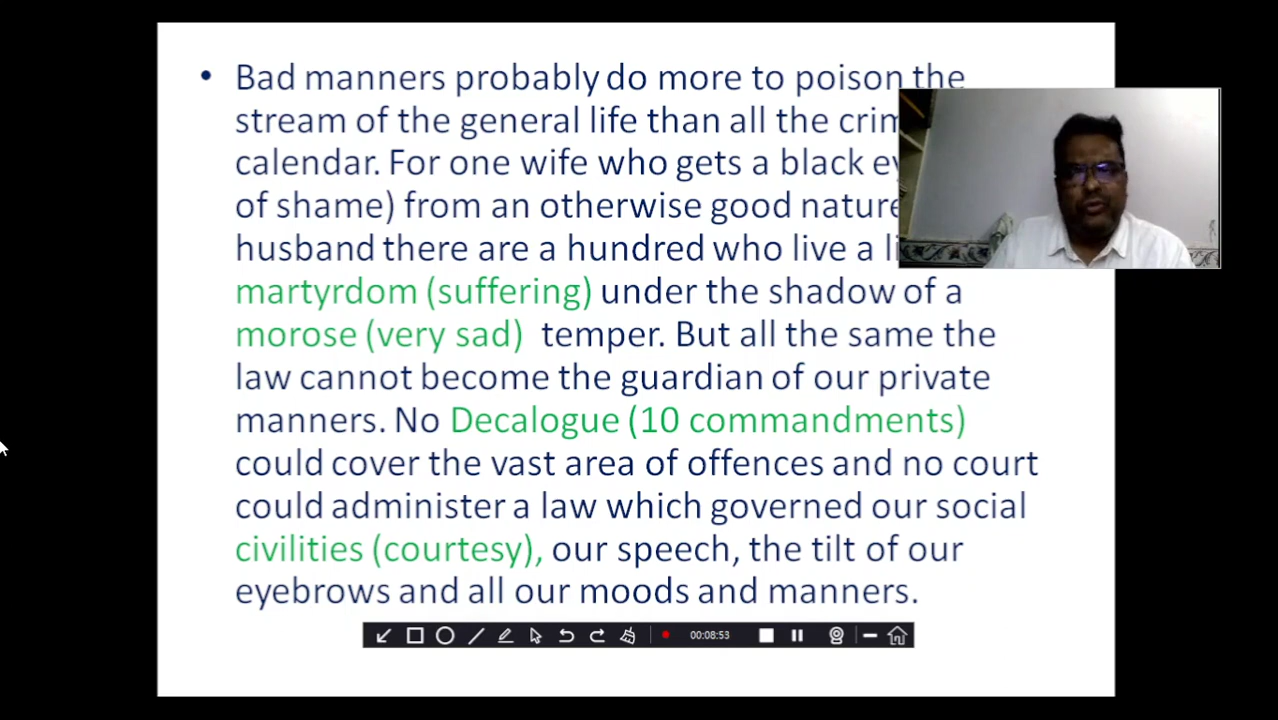 • Bad manners probably do more to poison the
stream of the general life than all the
calendar. For one wife who gets a black
of shame) from an otherwise good
husband there are a hundred who live a
martyrdom (suffering) under the shadow of a
morose (very sad) temper. But all the same the
law cannot become the guardian of our private
manners. No Decalogue (10 commandments)
could cover the vast area of offences and no court
could administer a law which governed our social
civilities (courtesy), our speech, the tilt of our
eyebrows and all our moods and manners.
00:08:53